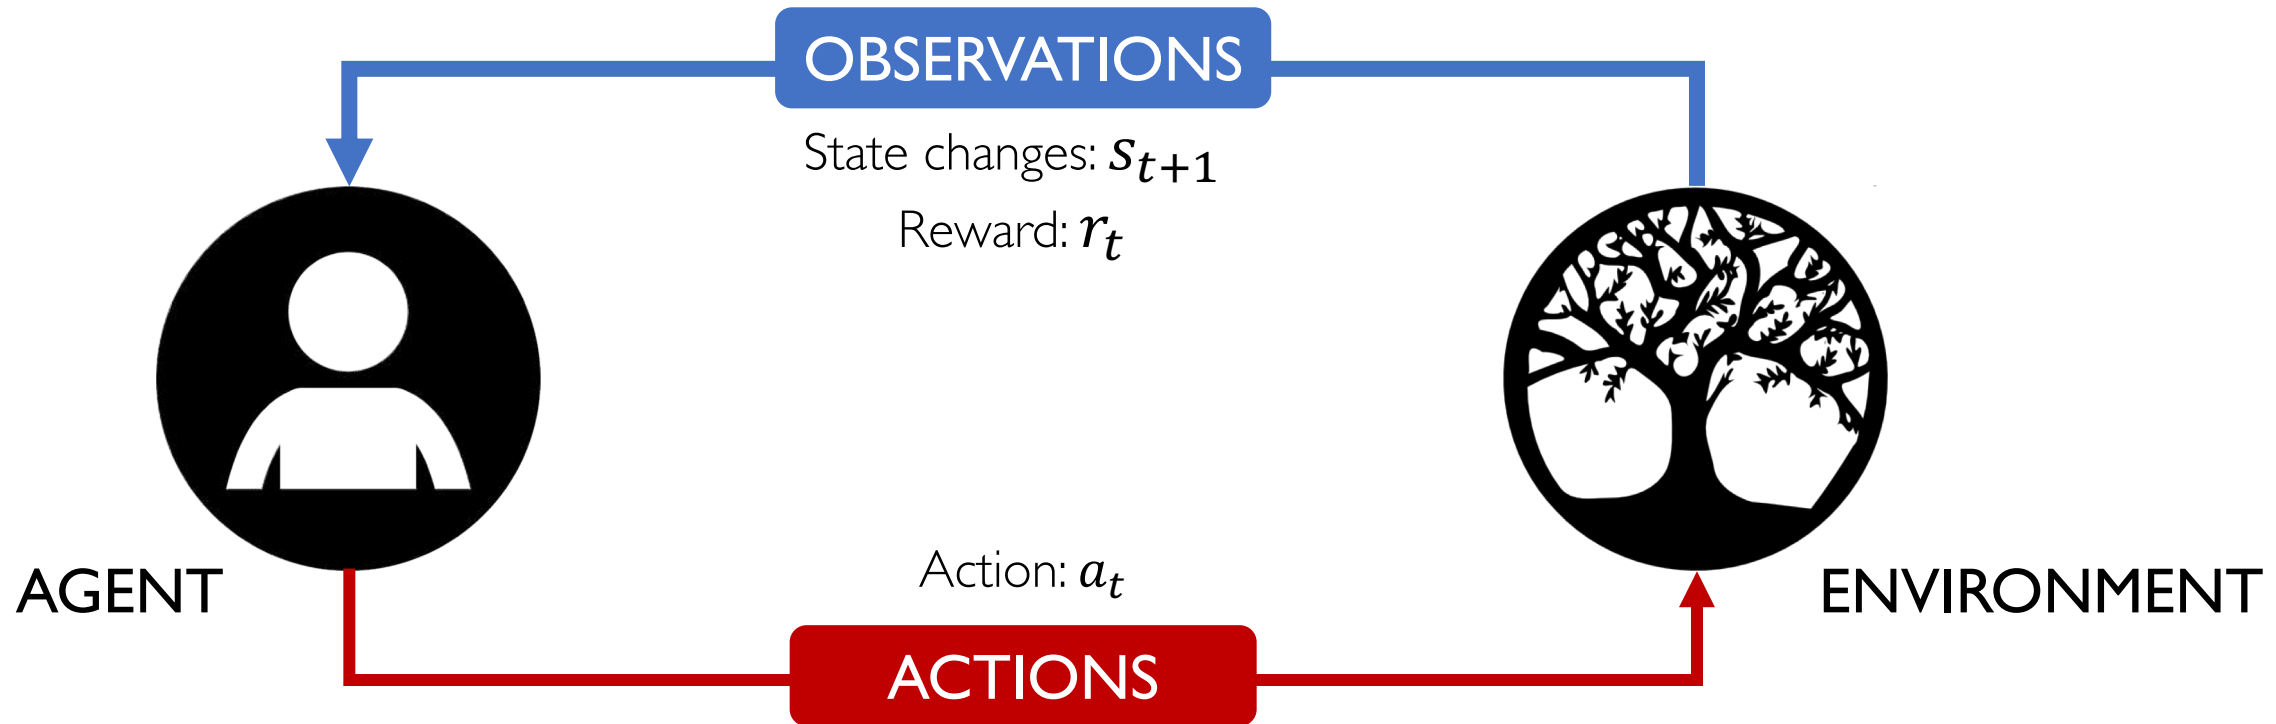 OBSERVATIONS
State changes: s_{t+1}
Reward: r_t
AGENT
Action: a_t
ENVIRONMENT
ACTIONS